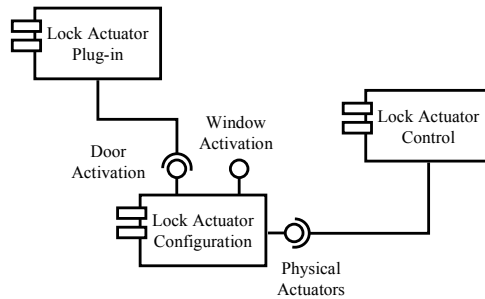 Lock Actuator
Plug-in
Lock Actuator
Control
Door
Activation
Window
Activation
Lock Actuator
Configuration
Physical
Actuators